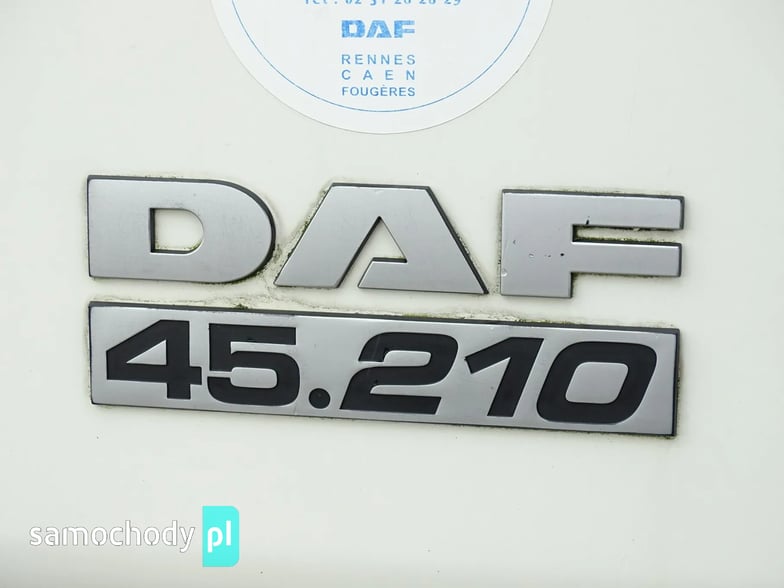 DAF
RENNES
CAEN
FOUGÈRES
DAF
45.210
samochody pl